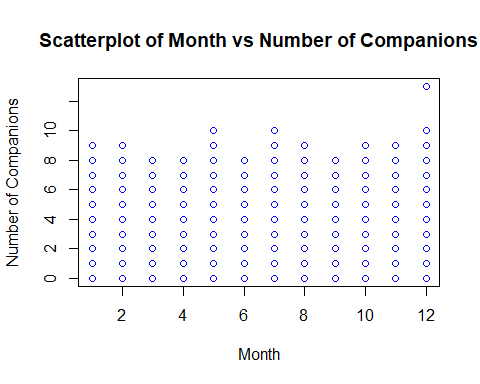 Scatterplot of Month vs Number of Companions
Number of Companions
0 2 4 6 8 10
2 4 6 8 10 12
Month